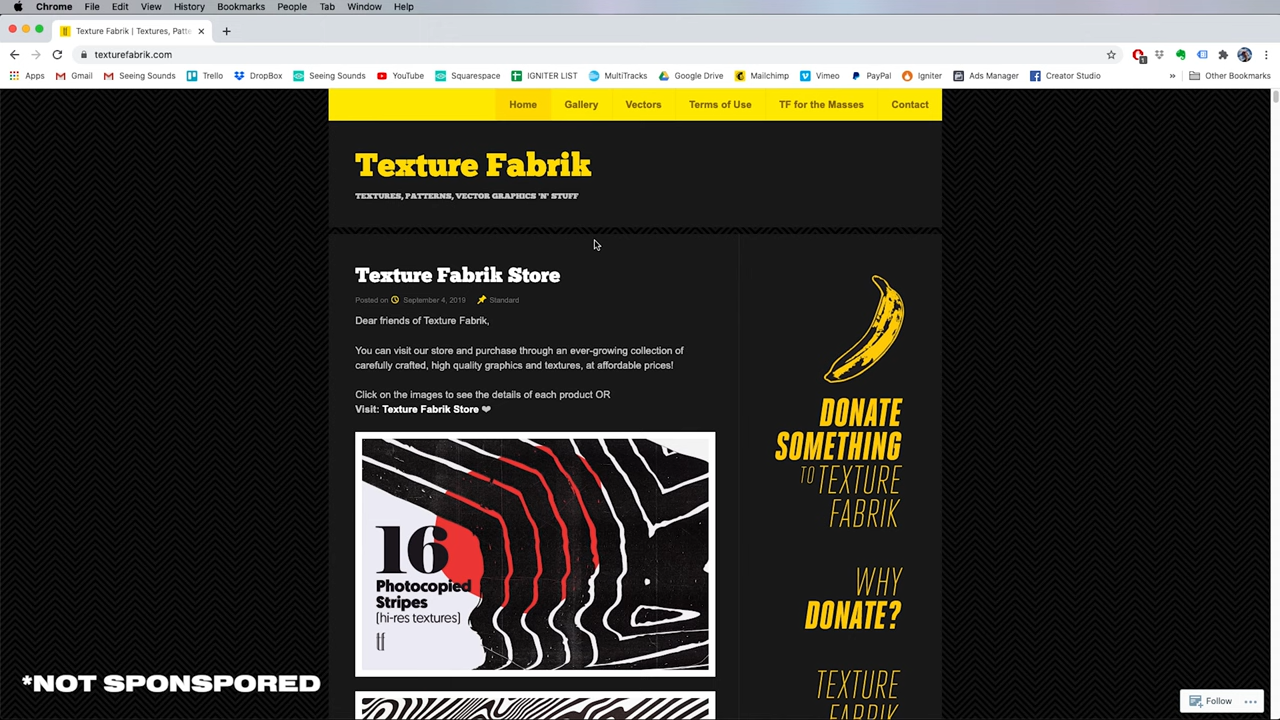 Chrome File Edit View History Bookmarks People Tab Window Help
Texture Fabrik | Textures, Patte
texturefabrik.com
Apps Gmail Seeing Sounds Trello DropBox Seeing Sounds YouTube Squarespace IGNITER LIST MultiTracks Google Drive Mailchimp Vimeo PayPal Igniter Ads Manager Creator Studio » Other Bookmarks
Home Gallery Vectors Terms of Use TF for the Masses Contact
Texture Fabrik
TEXTURES, PATTERNS, VECTOR GRAPHICS 'N' STUFF
Texture Fabrik Store
Posted on September 4, 2019 Standard
Dear friends of Texture Fabrik,
You can visit our store and purchase through an ever-growing collection of
carefully crafted, high quality graphics and textures, at affordable prices!
Click on the images to see the details of each product OR
Visit: Texture Fabrik Store ❤
16
Photocopied
Stripes
(hi-res textures)
tf
DONATE
SOMETHING
TO TEXTURE
FABRIK
WHY
DONATE?
TEXTURE
FABRIK
*NOT SPONSPORED
Follow